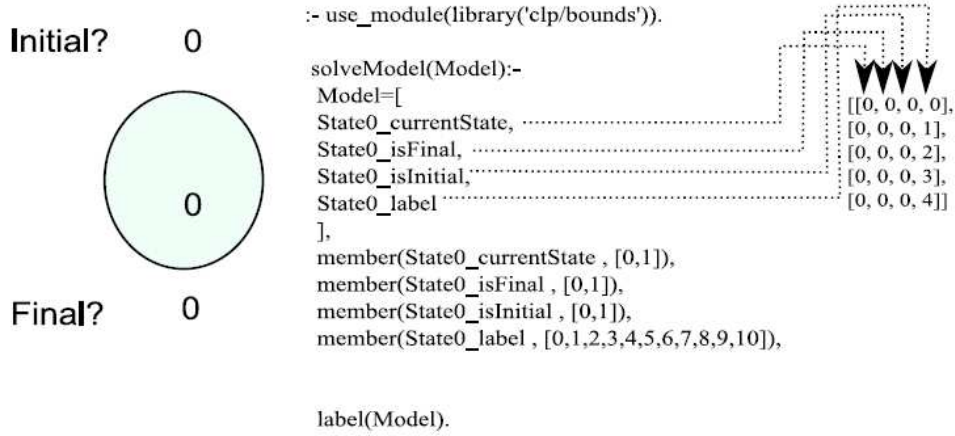 Initial? 0
0
Final? 0
:- use_module(library('clp/bounds')).
solveModel(Model):-
Model=[
State0_currentState,
State0_isFinal,
State0_isInitial,
State0_label
],
member(State0_currentState , [0,1]),
member(State0_isFinal , [0,1]),
member(State0_isInitial , [0,1]),
member(State0_label , [0,1,2,3,4,5,6,7,8,9,10]),
label(Model).
[[0, 0, 0, 0],
[0, 0, 0, 1],
[0, 0, 0, 2],
[0, 0, 0, 3],
[0, 0, 0, 4]]